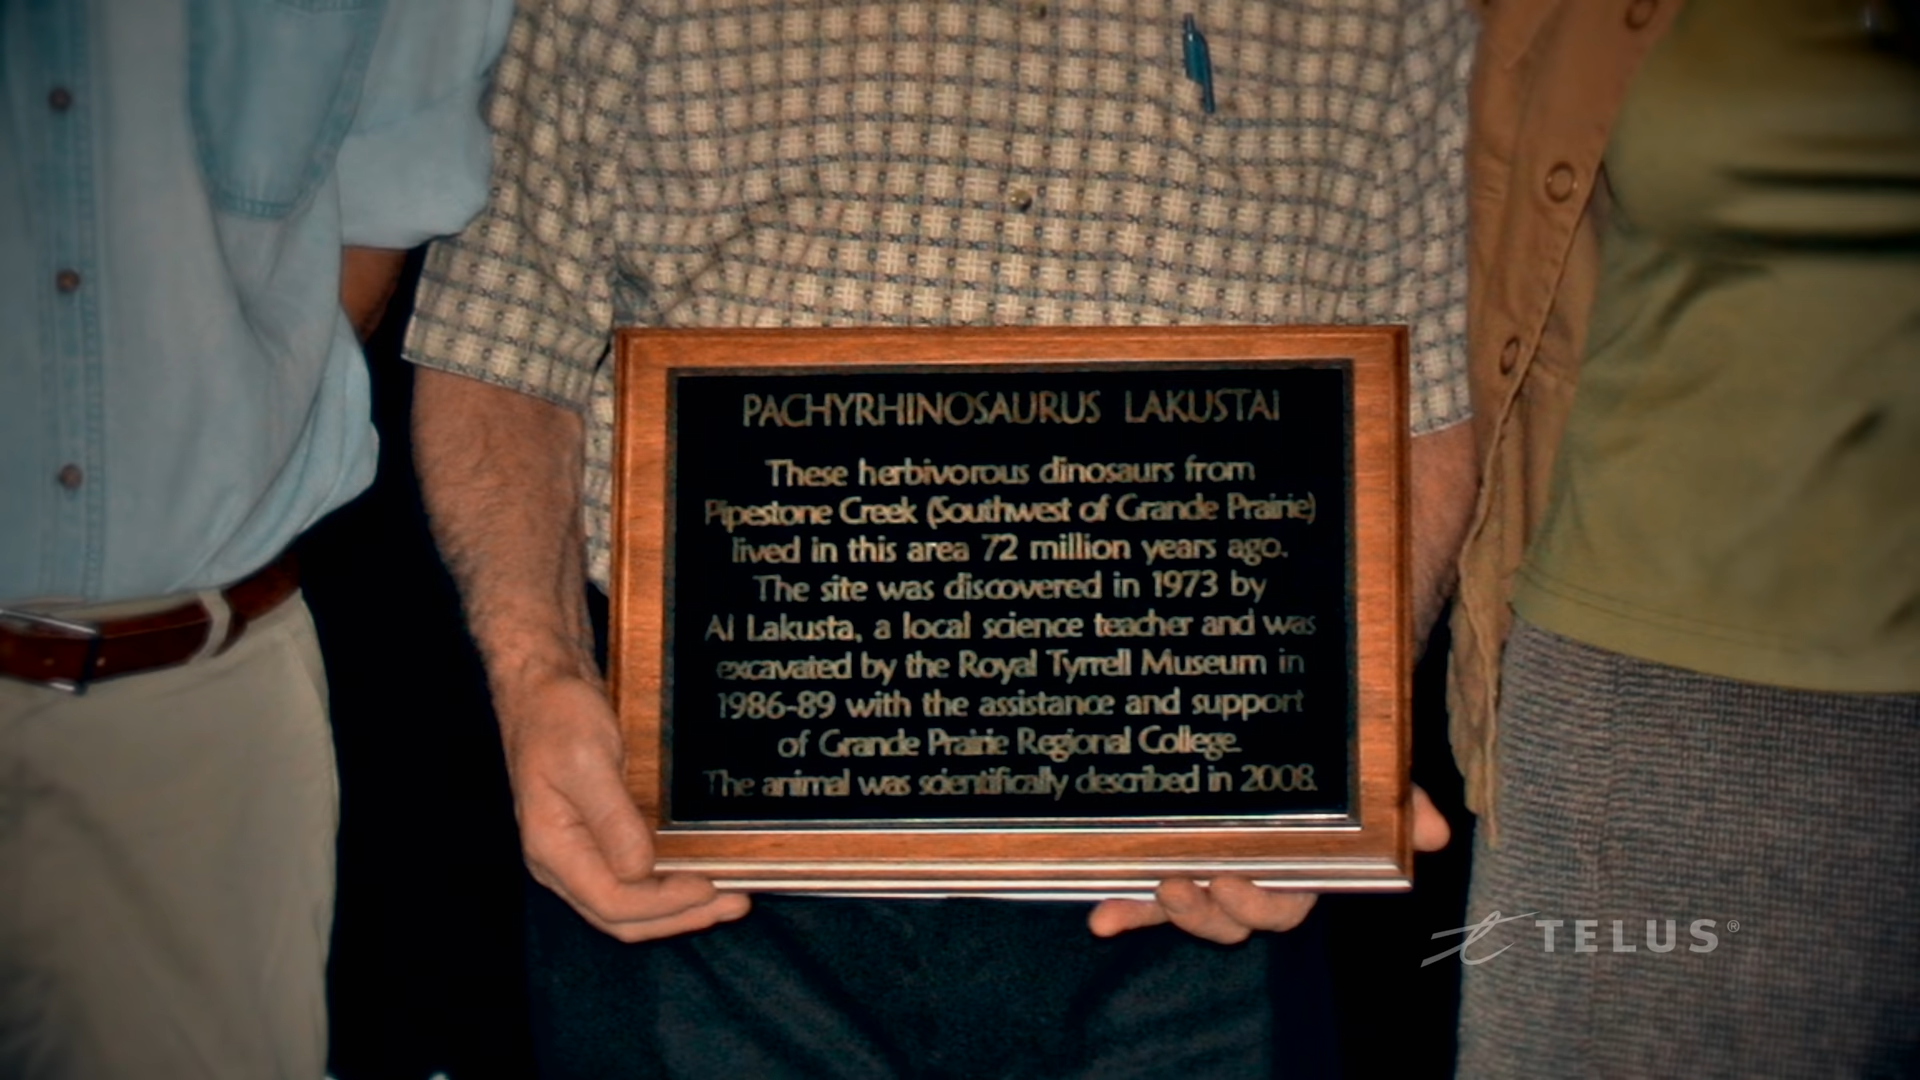 PACHYRHINOSAURUS LAKUSTAI
These herbivorous dinosaurs from
Pipestone Creek (Southwest of Grande Prairie)
lived in this area 72 million years ago.
The site was discovered in 1973 by
Al Lakusta, a local science teacher and was
excavated by the Royal Tyrrell Museum in
1986-89 with the assistance and support
of Grande Prairie Regional College.
The animal was scientifically described in 2008.
TELUS®